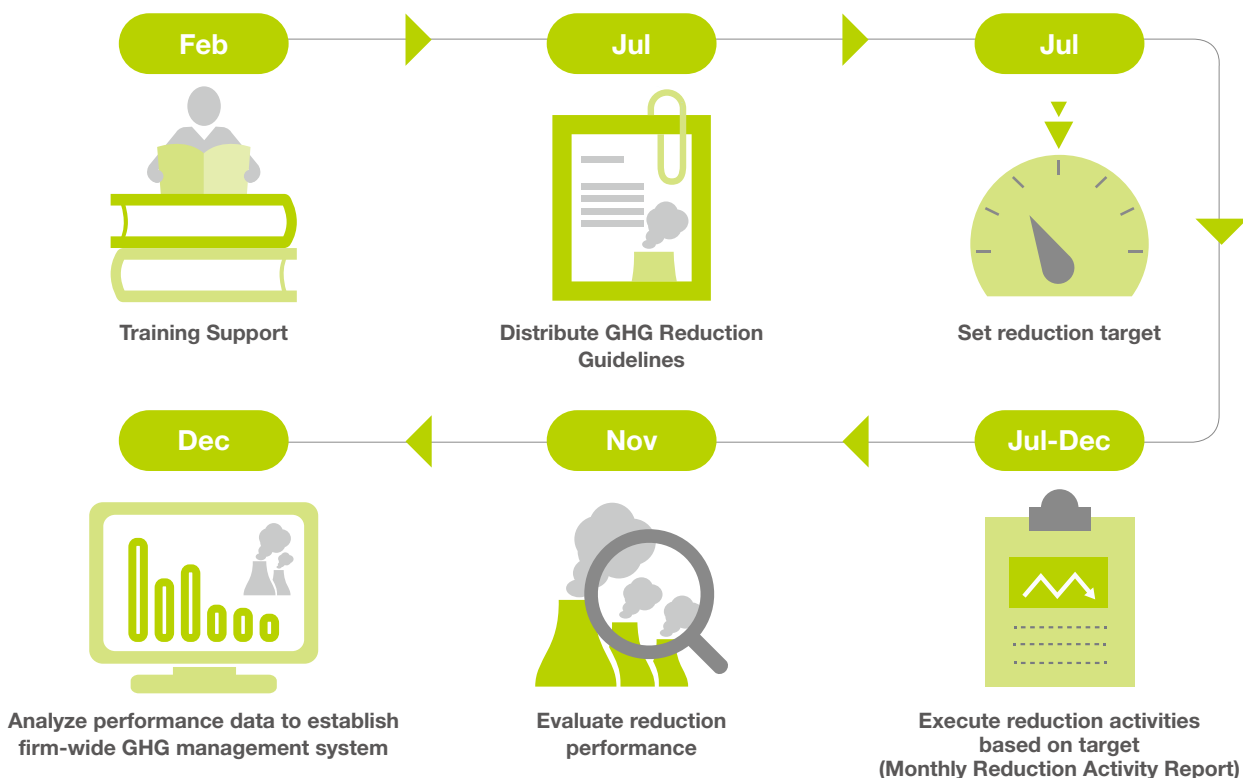 Feb
Training Support
Jul
Distribute GHG Reduction
Guidelines
Jul
Set reduction target
Jul-Dec
Execute reduction activities
based on target
(Monthly Reduction Activity Report)
Nov
Evaluate reduction
performance
Dec
Analyze performance data to establish
firm-wide GHG management system